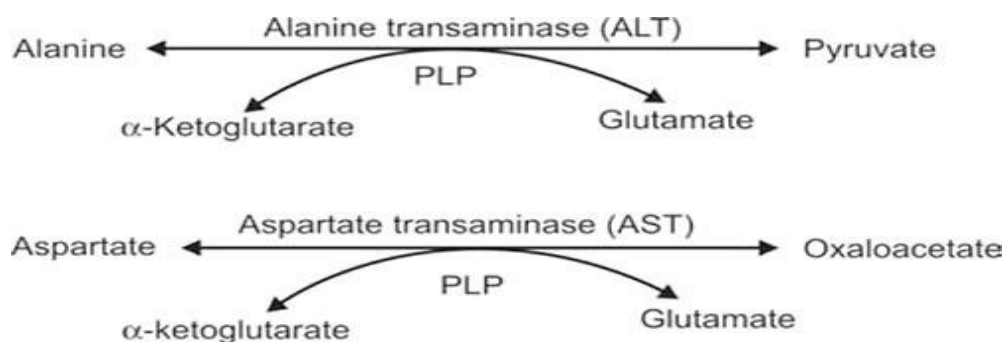 Alanine transaminase (ALT)
Alanine Pyruvate
PLP
α-Ketoglutarate Glutamate
Aspartate transaminase (AST)
Aspartate Oxaloacetate
PLP
α-ketoglutarate Glutamate